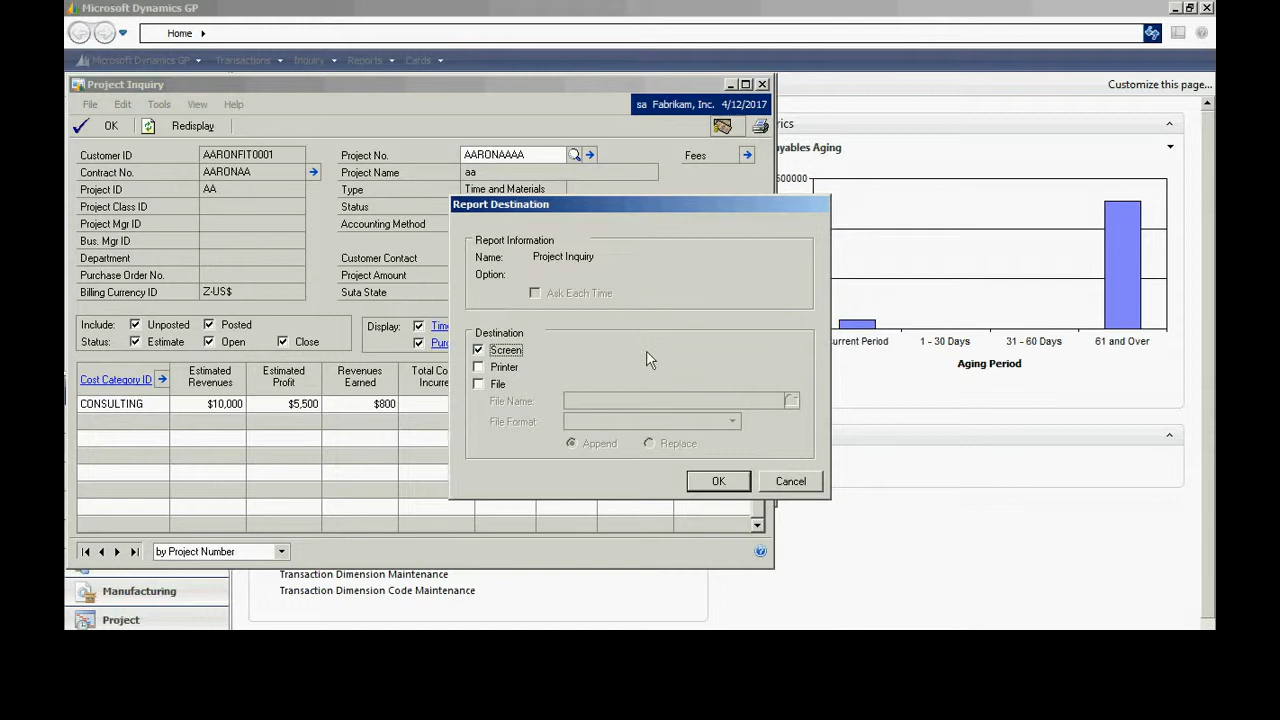 Microsoft Dynamics GP
Home
Microsoft Dynamics GP Transactions Inquiry Reports Cards
Project Inquiry
Customize this page...
File Edit Tools View Help
sa Fabrikam, Inc. 4/12/2017
OK Redisplay
Customer ID AARONFIT0001 Project No. AARONAAAA Fees
Contract No. AARONAA Project Name aa
Project ID AA Type Time and Materials
Project Class ID Status
Project Mgr ID Accounting Method
Bus. Mgr ID
Department Customer Contact
Purchase Order No. Project Amount
Billing Currency ID Z-US$ Suta State
Include: Unposted Posted Display:
Status: Estimate Open Close
Cost Category ID Estimated Revenues Estimated Profit Revenues Earned
CONSULTING $10,000 $5,500 $800
by Project Number
Report Destination
Report Information
Name: Project Inquiry
Option:
Ask Each Time
Destination
Screen
Printer
File
File Name:
File Format:
Append Replace
OK Cancel
Payables Aging
1 - 30 Days 31 - 60 Days 61 and Over
Aging Period
Transaction Dimension Maintenance
Manufacturing
Transaction Dimension Code Maintenance
Project